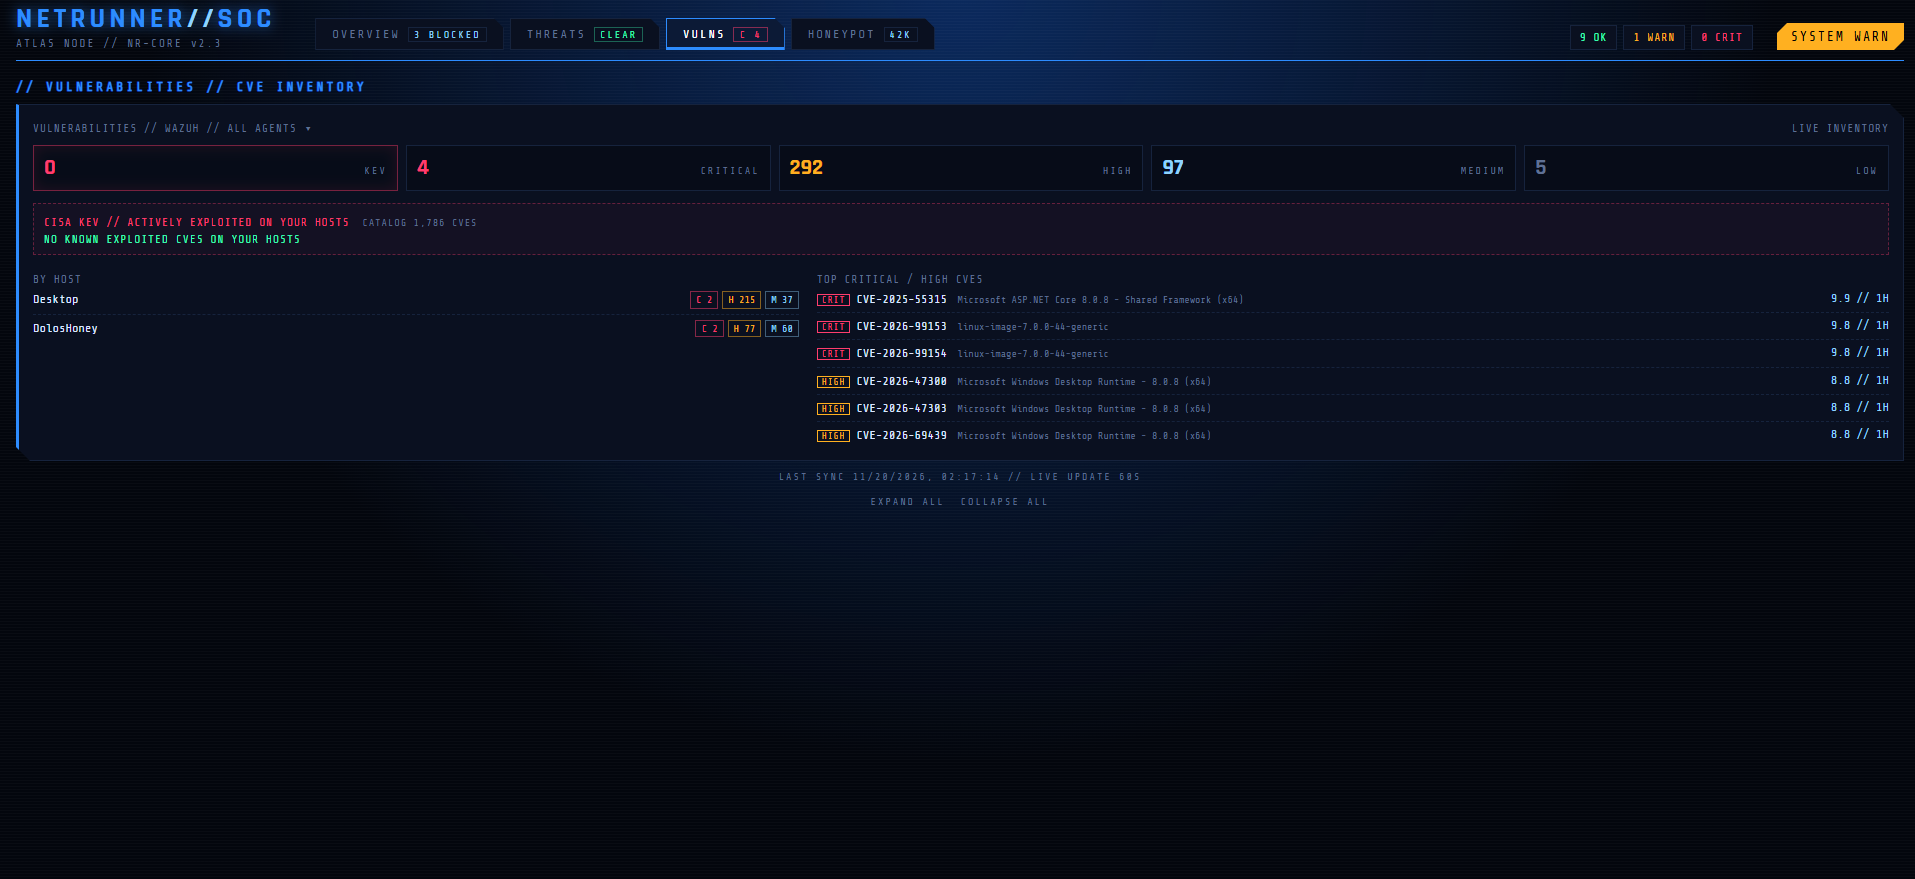 NETRUNNER//SOC
ATLAS NODE // NR-CORE v2.3
OVERVIEW 3 BLOCKED
THREATS CLEAR
VULNS C 4
HONEYPOT 42K
9 OK
1 WARN
0 CRIT
SYSTEM WARN
// VULNERABILITIES // CVE INVENTORY
VULNERABILITIES // WAZUH // ALL AGENTS ▾
LIVE INVENTORY
0 KEV
4 CRITICAL
292 HIGH
97 MEDIUM
5 LOW
CISA KEV // ACTIVELY EXPLOITED ON YOUR HOSTS CATALOG 1,786 CVES
NO KNOWN EXPLOITED CVES ON YOUR HOSTS
BY HOST
Desktop C 2 H 215 M 37
DolosHoney C 2 H 77 M 60
TOP CRITICAL / HIGH CVES
CRIT CVE-2025-55315 Microsoft ASP.NET Core 8.0.8 - Shared Framework (x64) 9.9 // 1H
CRIT CVE-2026-99153 linux-image-7.0.0-44-generic 9.8 // 1H
CRIT CVE-2026-99154 linux-image-7.0.0-44-generic 9.8 // 1H
HIGH CVE-2026-47300 Microsoft Windows Desktop Runtime - 8.0.8 (x64) 8.8 // 1H
HIGH CVE-2026-47303 Microsoft Windows Desktop Runtime - 8.0.8 (x64) 8.8 // 1H
HIGH CVE-2026-69439 Microsoft Windows Desktop Runtime - 8.0.8 (x64) 8.8 // 1H
LAST SYNC 11/20/2026, 02:17:14 // LIVE UPDATE 60S
EXPAND ALL COLLAPSE ALL